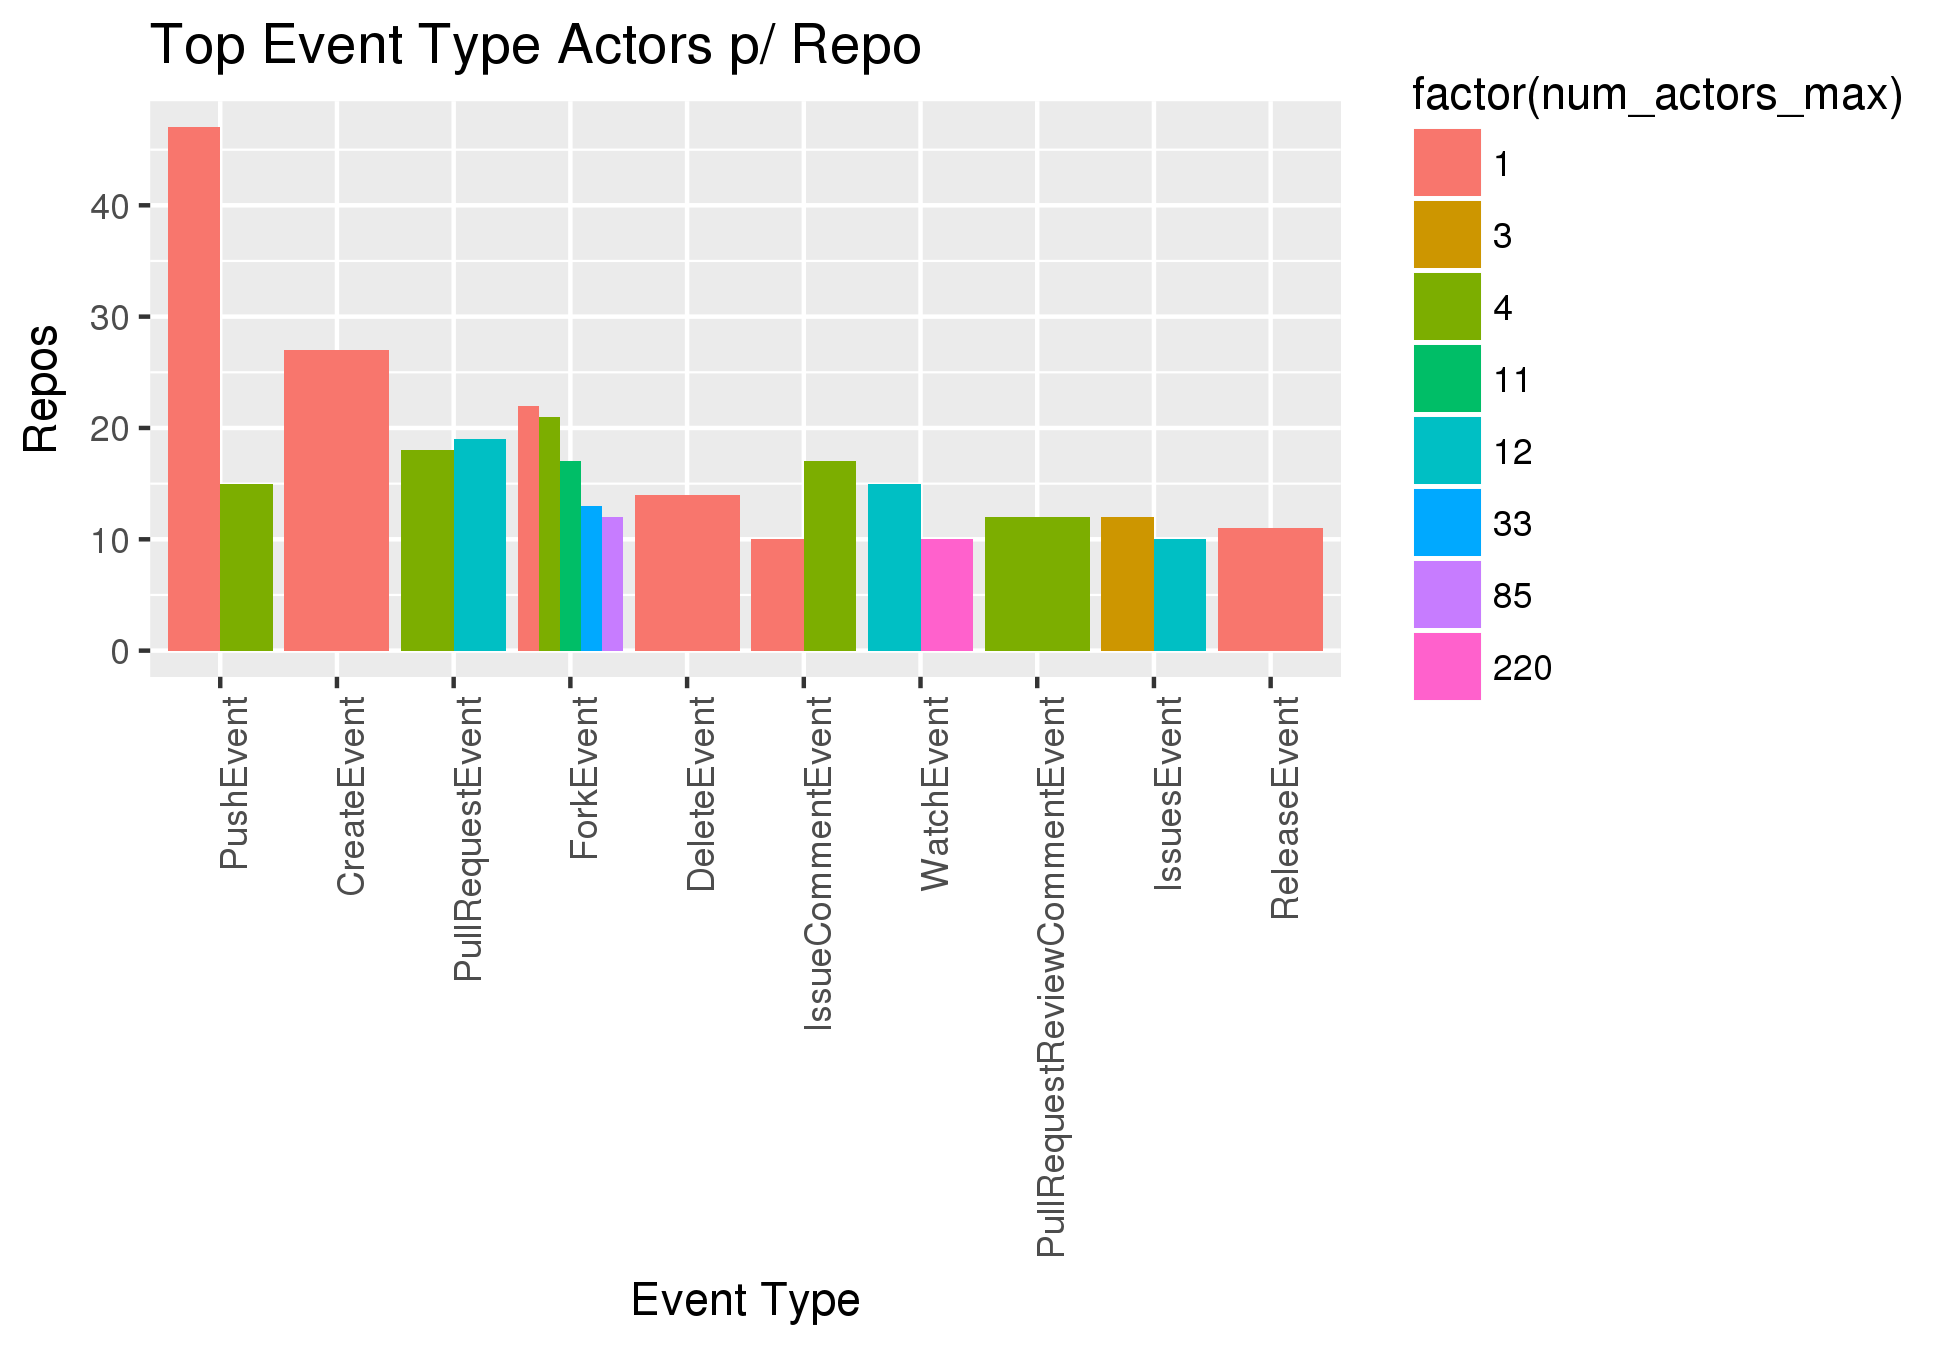 Top Event Type Actors p/ Repo
Repos
40
30
20
10
0
PushEvent
CreateEvent
PullRequestEvent
ForkEvent
DeleteEvent
IssueCommentEvent
WatchEvent
PullRequestReviewCommentEvent
IssuesEvent
ReleaseEvent
Event Type
factor(num_actors_max)
1
3
4
11
12
33
85
220